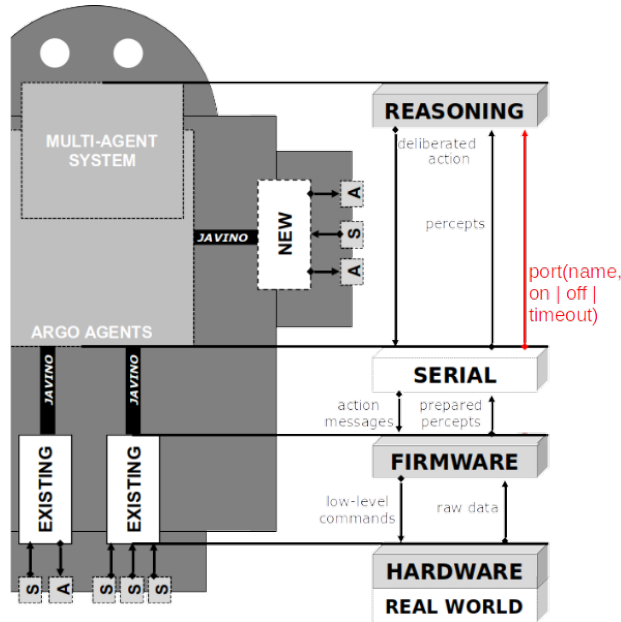 MULTI-AGENT
SYSTEM
ARGO AGENTS
JAVINO
NEW
A
S
A
JAVINO
JAVINO
EXISTING
EXISTING
S
A
S
S
S
REASONING
deliberated
action
percepts
port(name,
on | off |
timeout)
SERIAL
action
messages
prepared
percepts
FIRMWARE
low-level
commands
raw data
HARDWARE
REAL WORLD